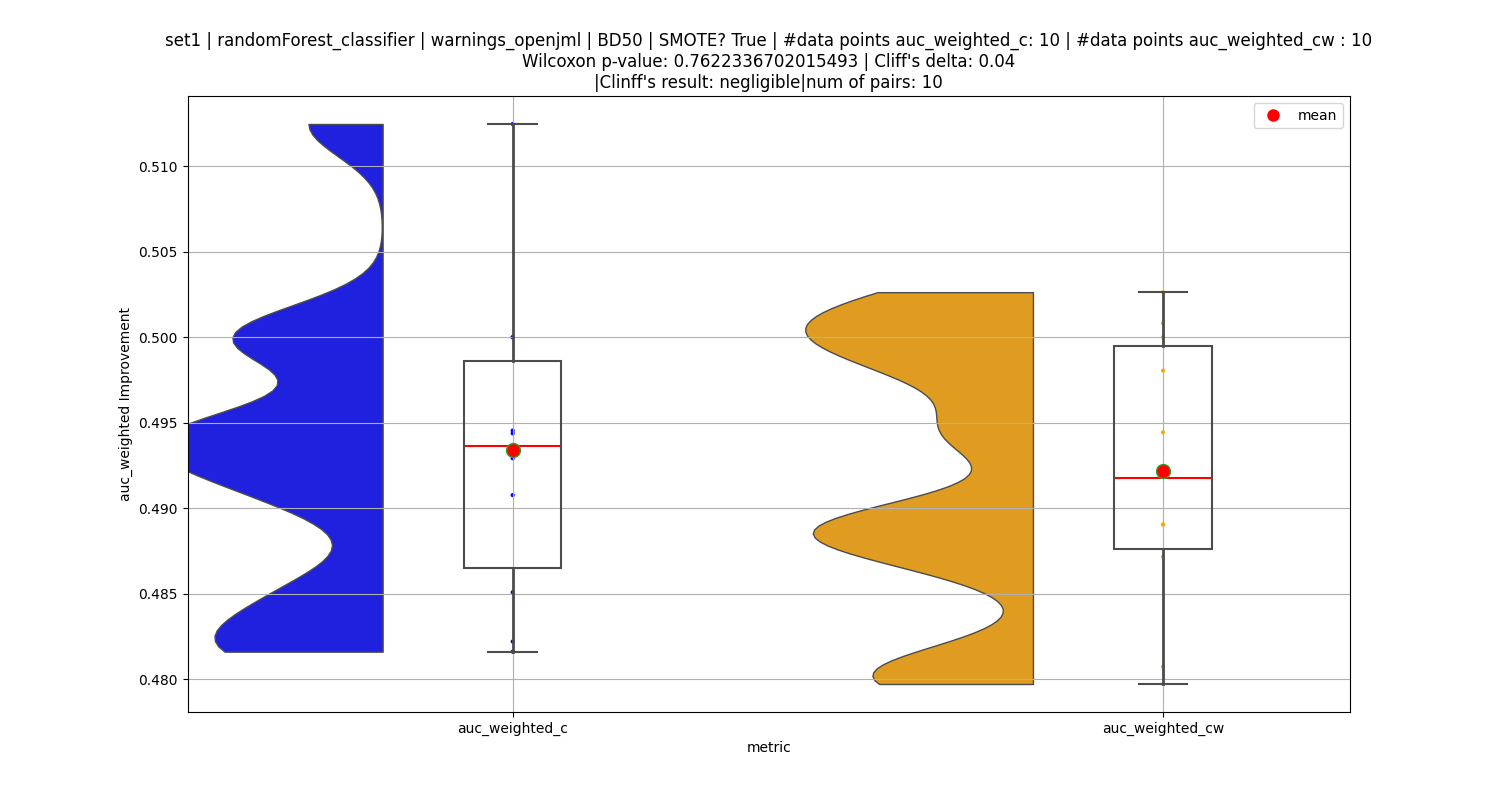 set1 | randomForest_classifier | warnings_openjml | BD50 | SMOTE? True | #data points auc_weighted_c: 10 | #data points auc_weighted_cw : 10
Wilcoxon p-value: 0.7622336702015493 | Cliff's delta: 0.04
|Clinff's result: negligible|num of pairs: 10
mean
0.510
0.505
0.500
0.495
0.490
0.485
0.480
auc_weighted Improvement
auc_weighted_c
auc_weighted_cw
metric